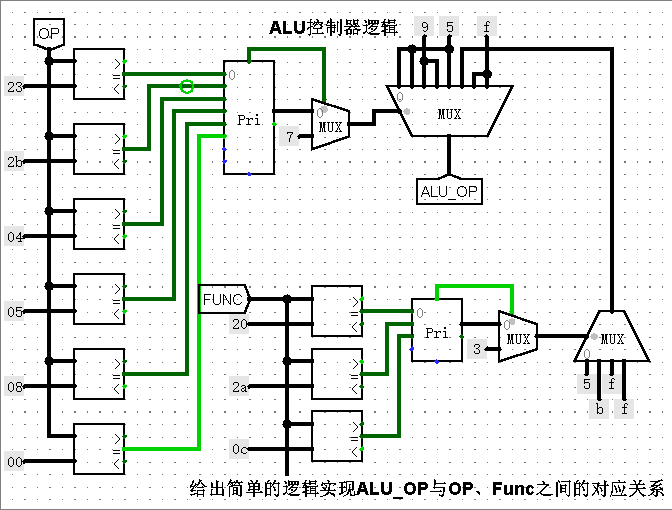 ALU控制器逻辑
OP
9 5 f
23
>
=
<
0
Pri
0
MUX
7
0
MUX
2b
>
=
<
ALU_OP
04
>
=
<
05
>
=
<
FUNC
20
>
=
<
0
Pri
0
MUX
3
MUX
0
5 f
b f
08
>
=
<
2a
>
=
<
00
>
=
<
0c
>
=
<
给出简单的逻辑实现ALU_OP与OP、Func之间的对应关系